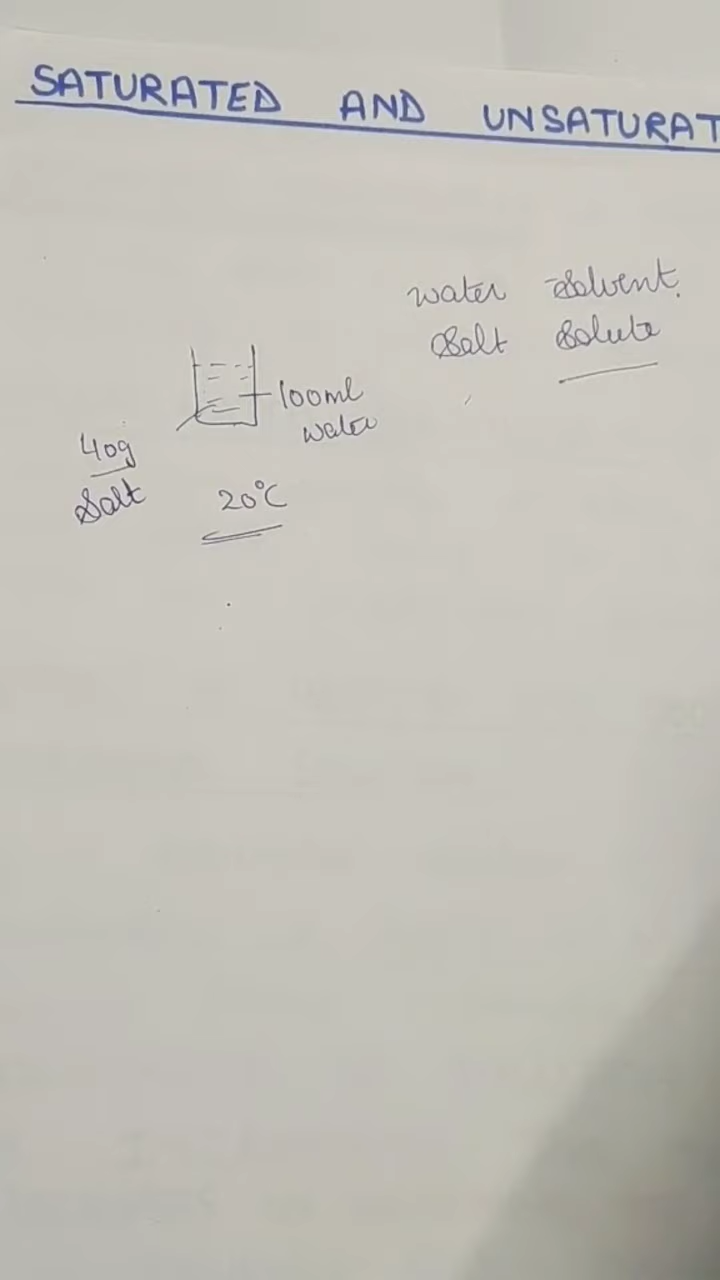 SATURATED AND UNSATURAT
water - Solvent.
Salt Solute
100ml
water
40g
Salt
20°C